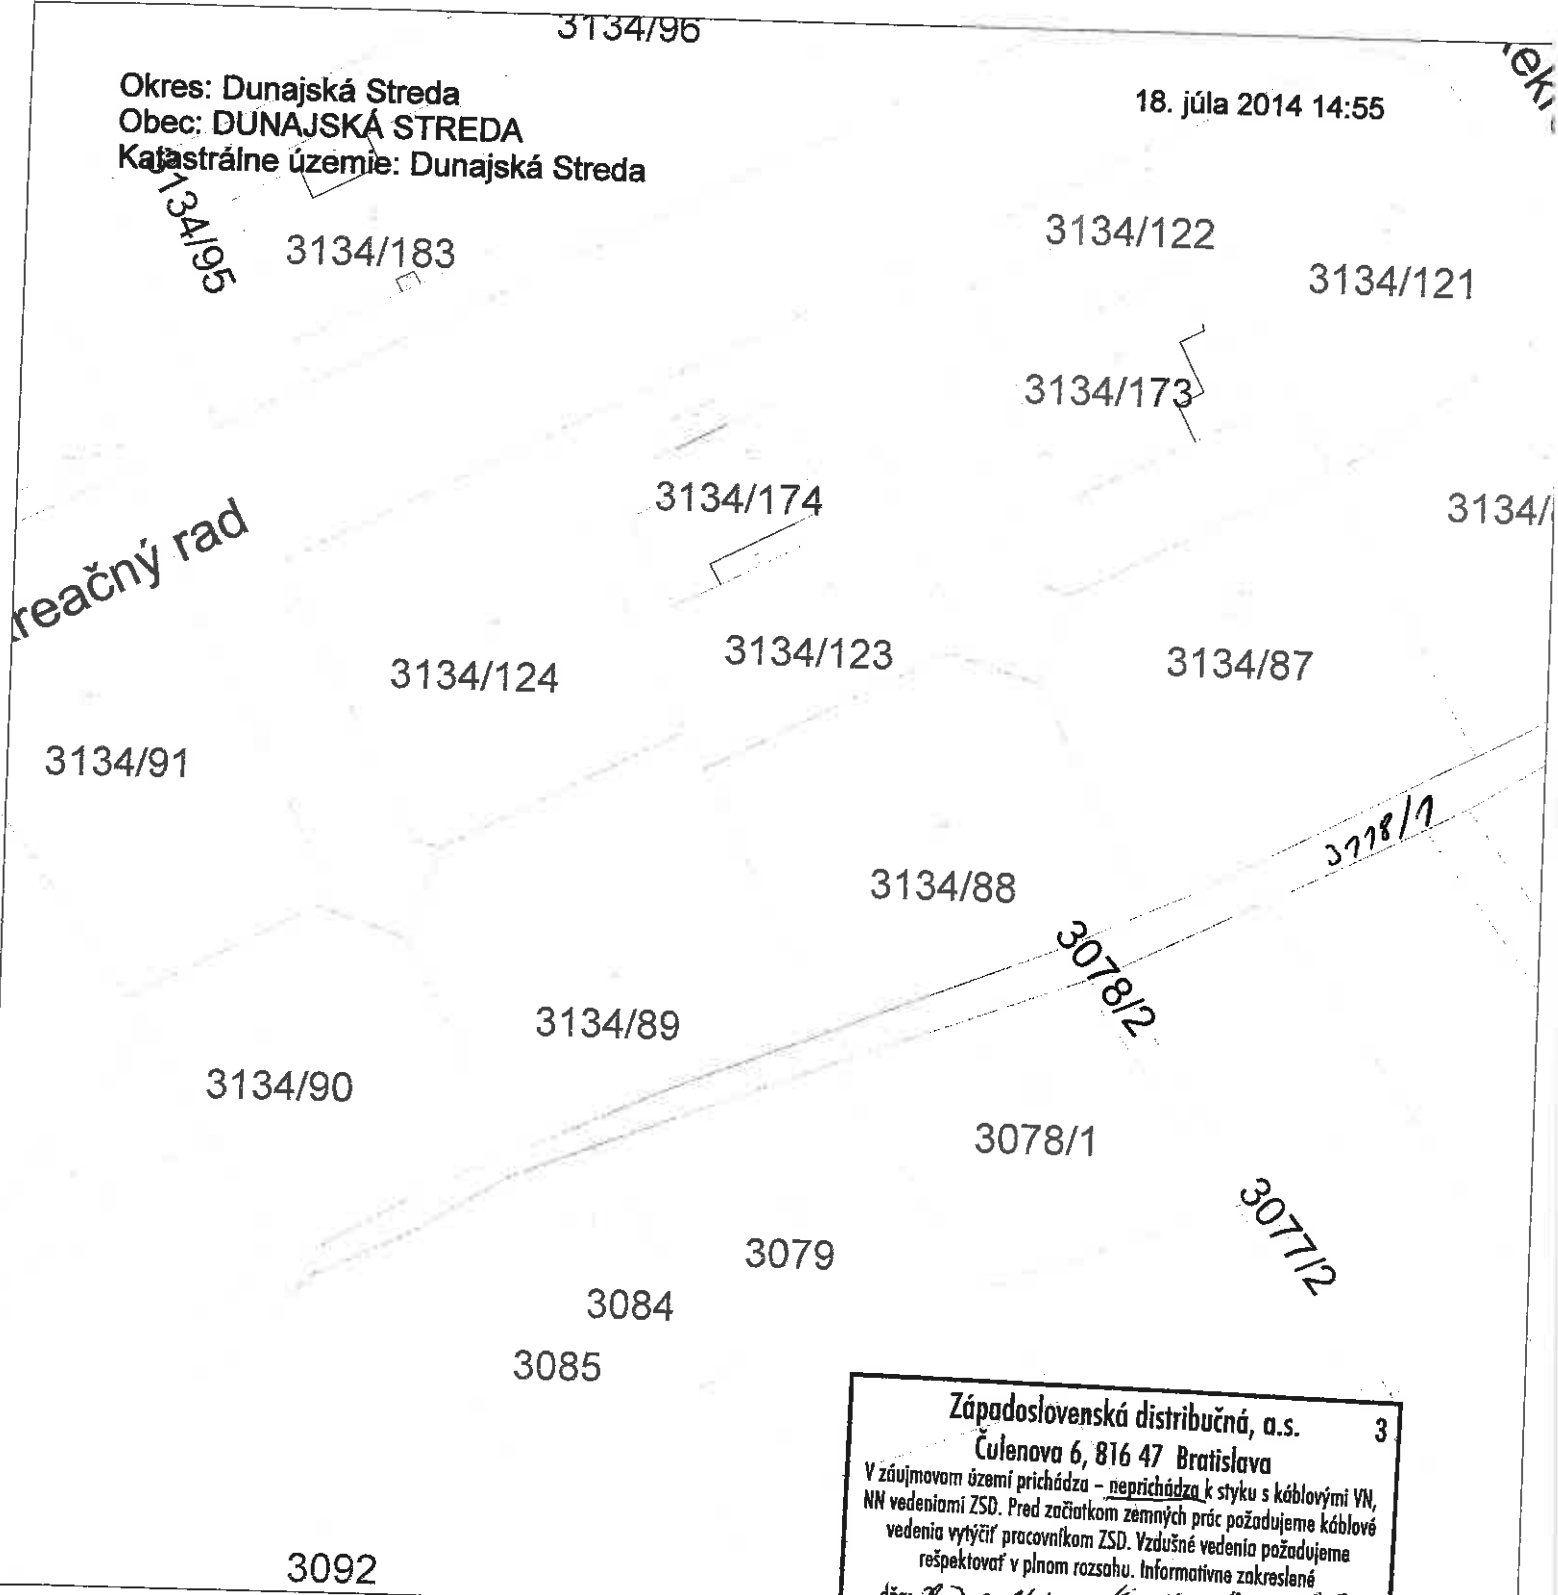 3134/96
Okres: Dunajská Streda
Obec: DUNAJSKÁ STREDA
Katastrálne územie: Dunajská Streda
18. júla 2014 14:55
3134/95
3134/183
3134/122
3134/121
3134/173
3134/174
3134/
reačný rad
3134/124
3134/123
3134/87
3134/91
3118/1
3134/88
3078/2
3134/89
3134/90
3078/1
3077/2
3079
3084
3085
3092
Západoslovenská distribučná, a.s. 3
Čulenova 6, 816 47 Bratislava
V záujmovom území prichádza – neprichádza k styku s káblovými VN,
NN vedeniami ZSD. Pred začiatkom zemných prác požadujeme káblové
vedenia vytýčiť pracovníkom ZSD. Vzdušné vedenia požadujeme
rešpektovať v plnom rozsahu. Informatívne zakreslené